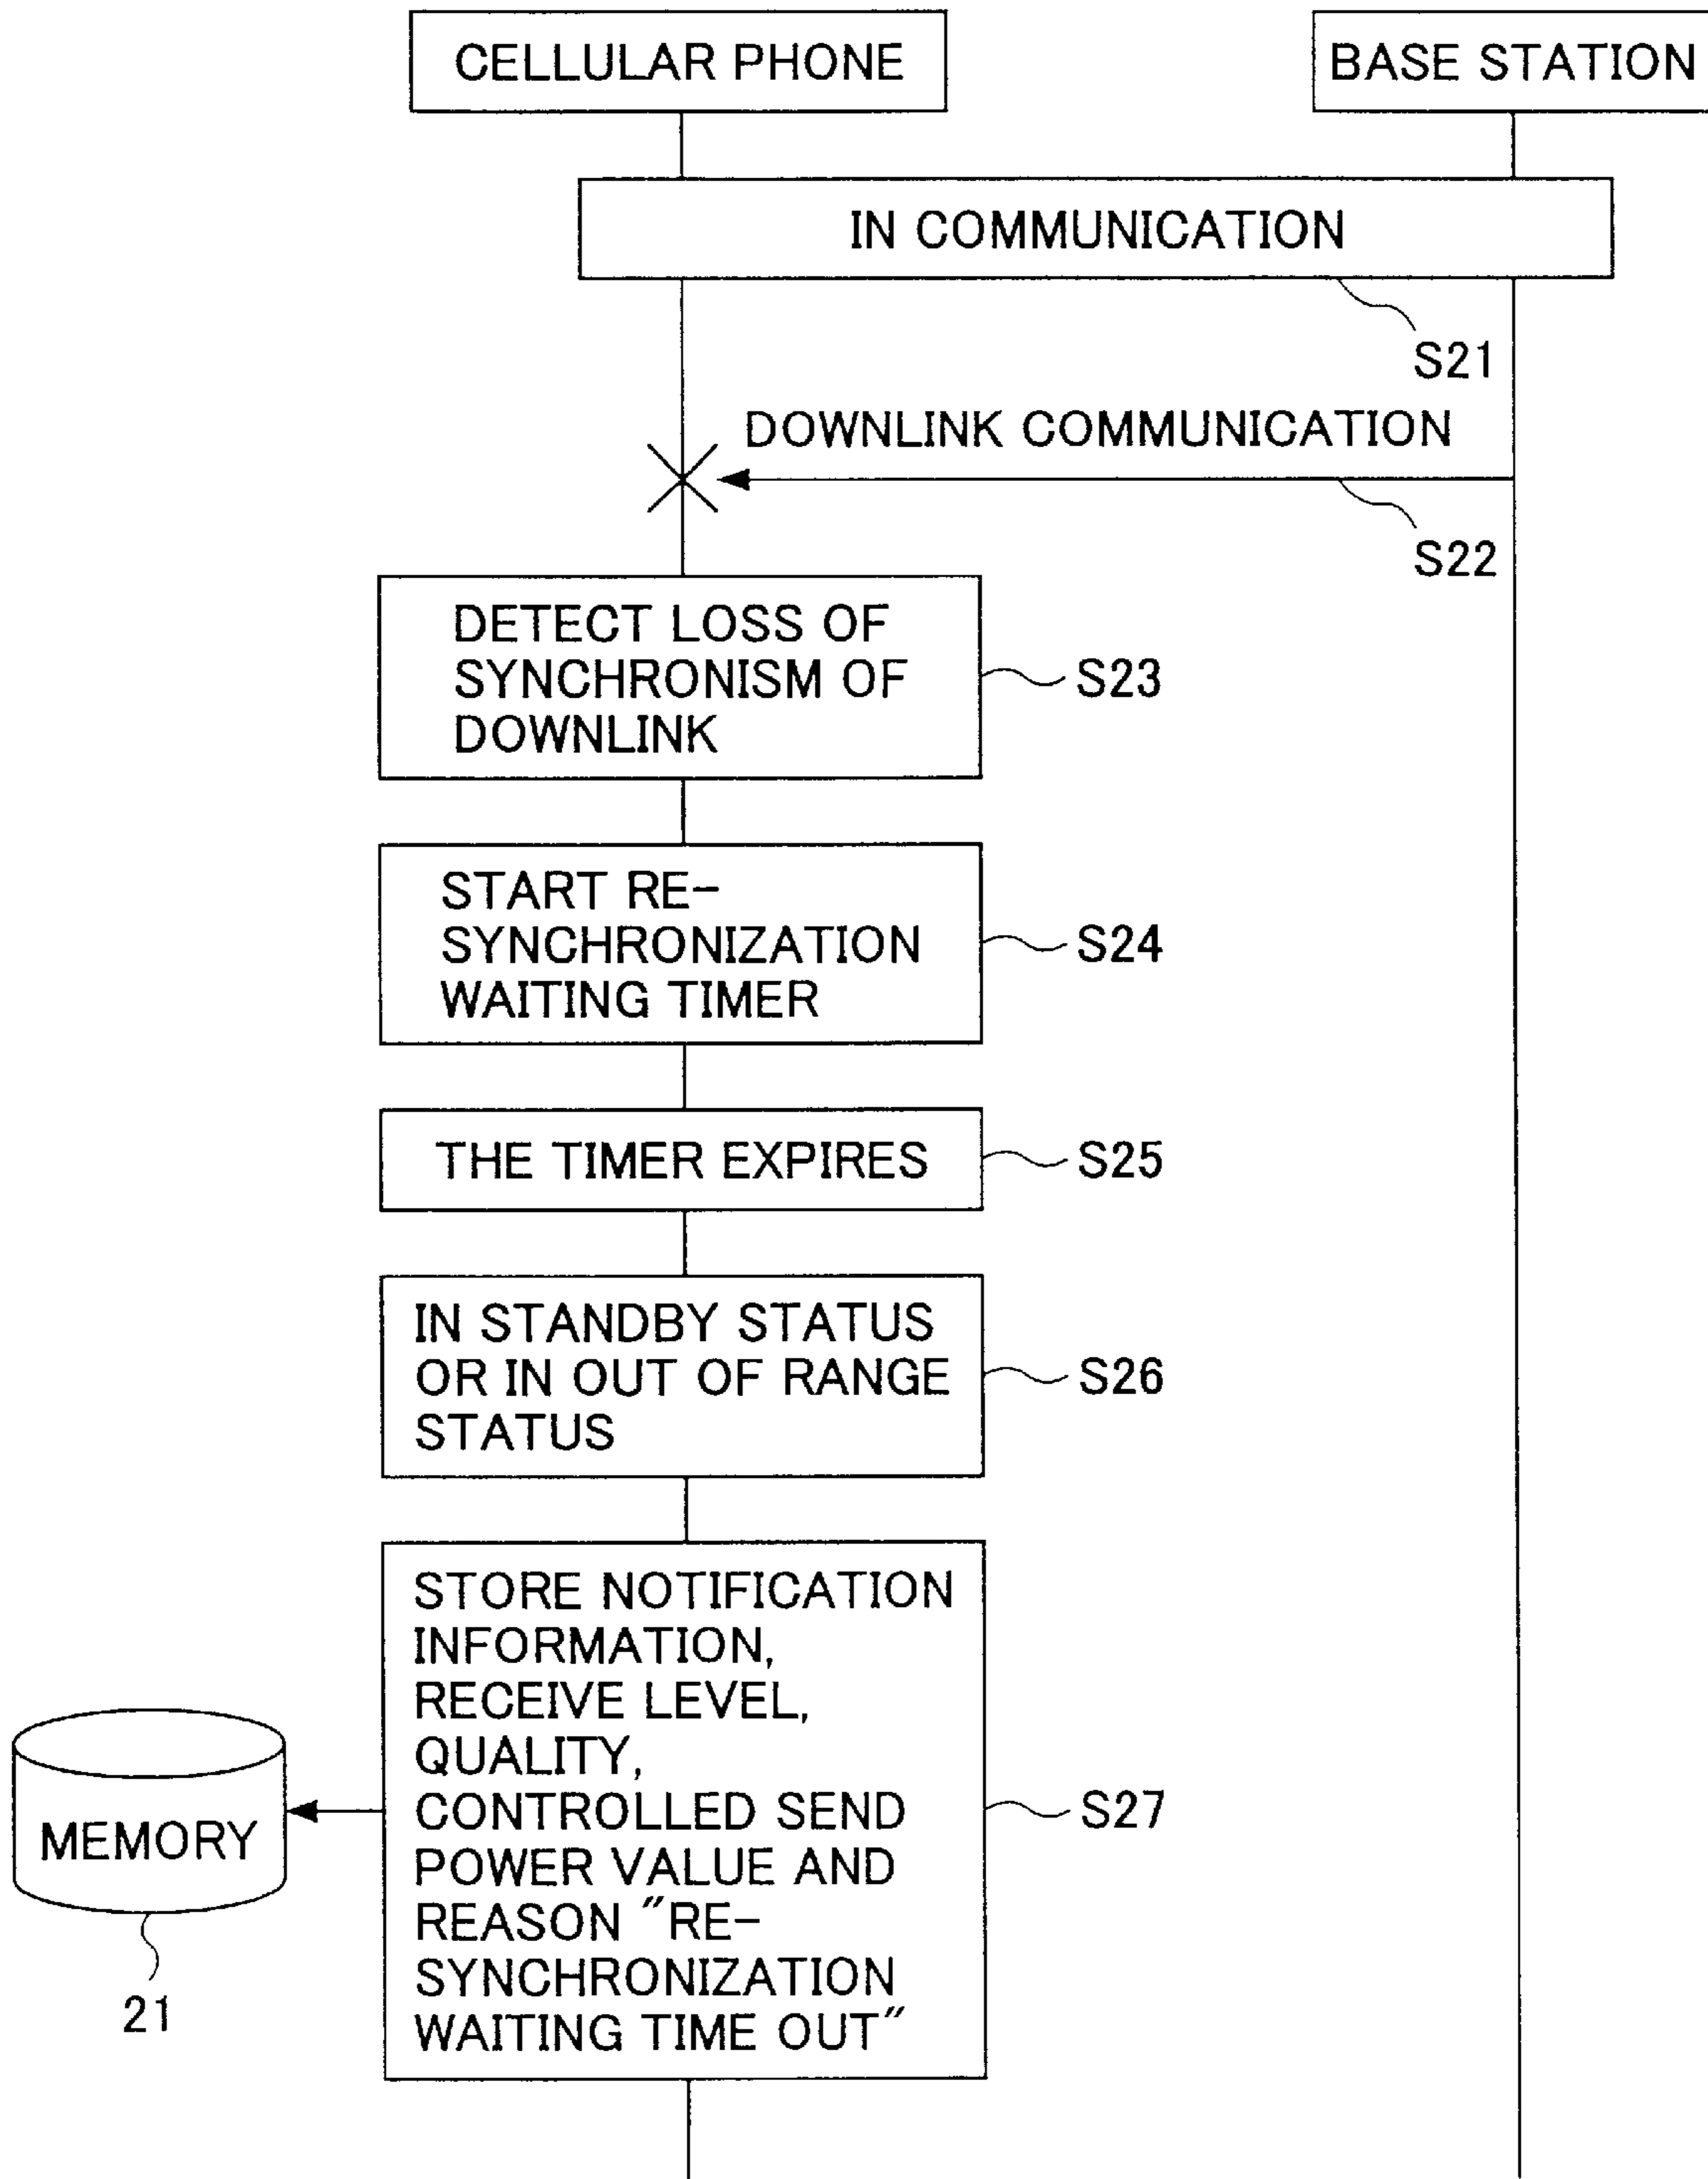 CELLULAR PHONE
BASE STATION
IN COMMUNICATION
S21
DOWNLINK COMMUNICATION
S22
DETECT LOSS OF
SYNCHRONISM OF
DOWNLINK
S23
START RE-
SYNCHRONIZATION
WAITING TIMER
S24
THE TIMER EXPIRES
S25
IN STANDBY STATUS
OR IN OUT OF RANGE
STATUS
S26
STORE NOTIFICATION
INFORMATION,
RECEIVE LEVEL,
QUALITY,
CONTROLLED SEND
POWER VALUE AND
REASON "RE-
SYNCHRONIZATION
WAITING TIME OUT"
S27
MEMORY
21